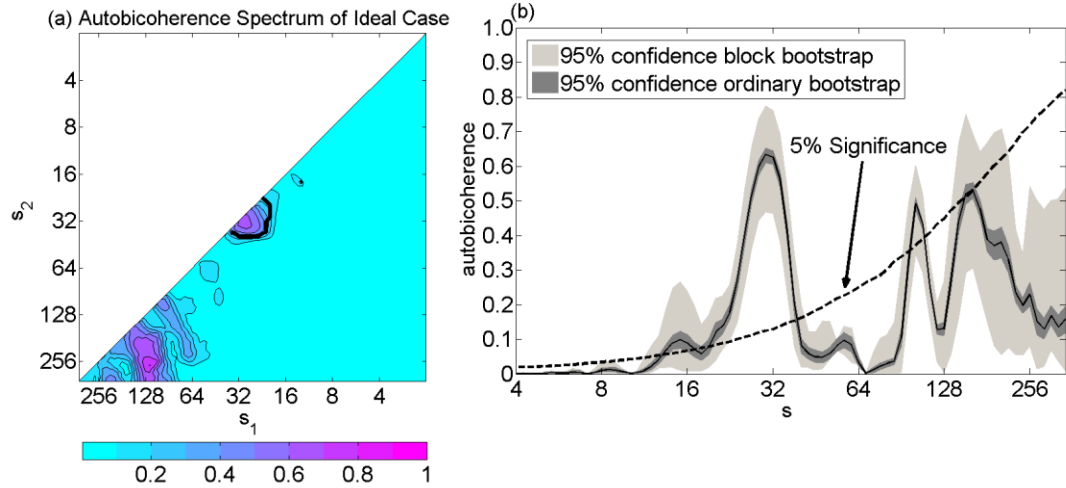 (a) Autobicoherence Spectrum of Ideal Case
4
8
16
32
64
128
256
s2
256 128 64 32 16 8 4
s1
0.2 0.4 0.6 0.8 1
(b)
1.0
0.9
0.8
0.7
0.6
0.5
0.4
0.3
0.2
0.1
0
autobicoherence
95% confidence block bootstrap
95% confidence ordinary bootstrap
5% Significance
4 8 16 32 64 128 256
s